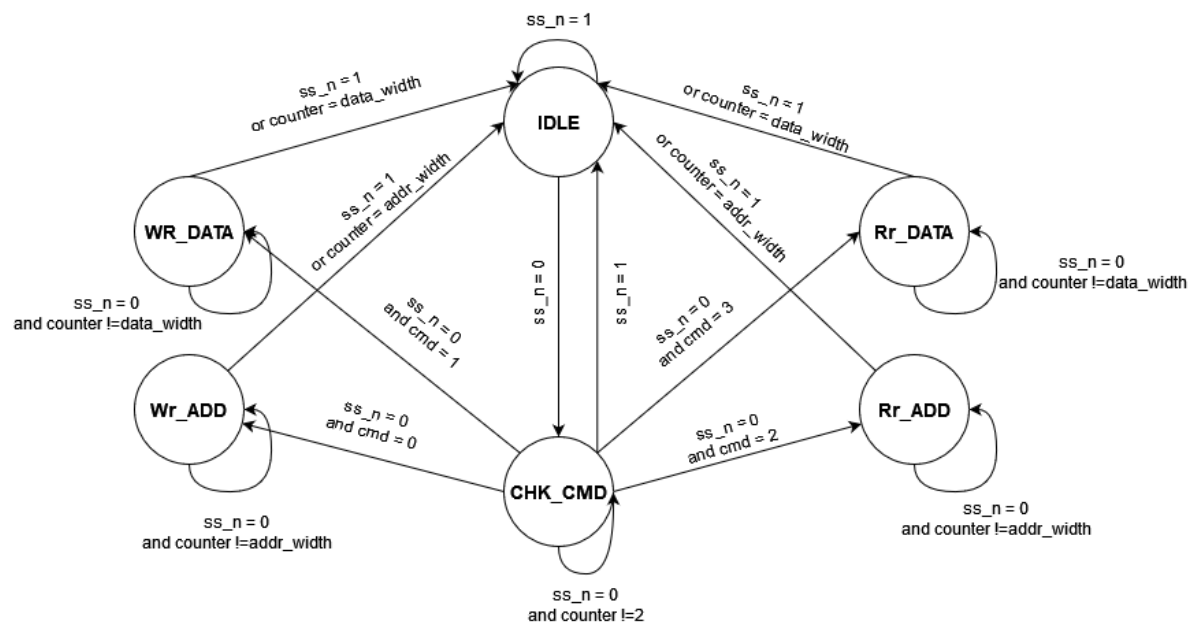 ss_n = 1
IDLE
ss_n = 1
or counter = data_width
ss_n = 1
or counter = data_width
ss_n = 1
or counter = addr_width
ss_n = 1
or counter = addr_width
WR_DATA
Rr_DATA
ss_n = 0
and counter !=data_width
ss_n = 0
ss_n = 1
ss_n = 0
and counter !=data_width
ss_n = 0
and cmd = 1
ss_n = 0
and cmd = 3
Wr_ADD
Rr_ADD
ss_n = 0
and cmd = 0
ss_n = 0
and cmd = 2
CHK_CMD
ss_n = 0
and counter !=addr_width
ss_n = 0
and counter !=addr_width
ss_n = 0
and counter !=2